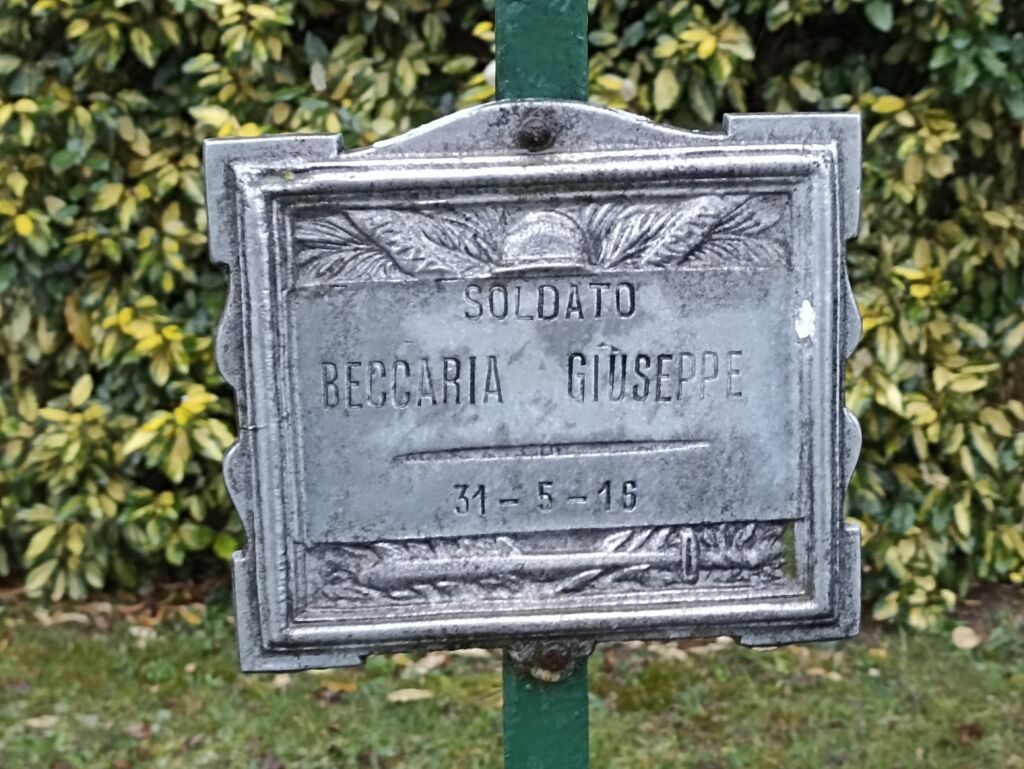 SOLDATO
BECCARIA GIUSEPPE
31-5-16